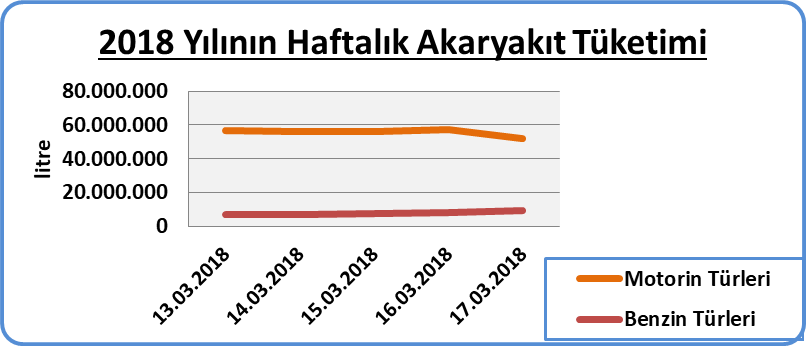 2018 Yılının Haftalık Akaryakıt Tüketimi
80.000.000
60.000.000
40.000.000
20.000.000
0
litre
13.03.2018
14.03.2018
15.03.2018
16.03.2018
17.03.2018
Motorin Türleri
Benzin Türleri